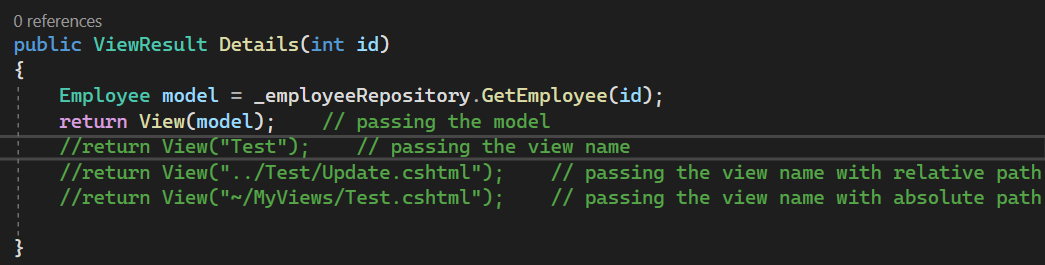 0 references
public ViewResult Details(int id)
{
    Employee model = _employeeRepository.GetEmployee(id);
    return View(model);    // passing the model
    //return View("Test");    // passing the view name
    //return View("../Test/Update.cshtml");    // passing the view name with relative path
    //return View("~/MyViews/Test.cshtml");    // passing the view name with absolute path
}